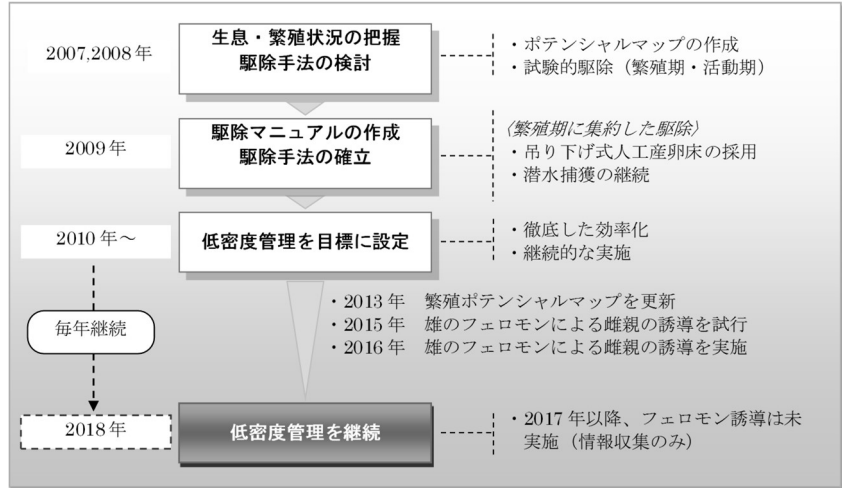 2007,2008年
生息・繁殖状況の把握
駆除手法の検討
・ポテンシャルマップの作成
・試験的駆除（繁殖期・活動期）
2009年
駆除マニュアルの作成
駆除手法の確立
〈繁殖期に集約した駆除〉
・吊り下げ式人工産卵床の採用
・潜水捕獲の継続
2010年～
低密度管理を目標に設定
・徹底した効率化
・継続的な実施
・2013年　繁殖ポテンシャルマップを更新
・2015年　雄のフェロモンによる雌親の誘導を試行
・2016年　雄のフェロモンによる雌親の誘導を実施
毎年継続
2018年
低密度管理を継続
・2017年以降、フェロモン誘導は未
実施（情報収集のみ）